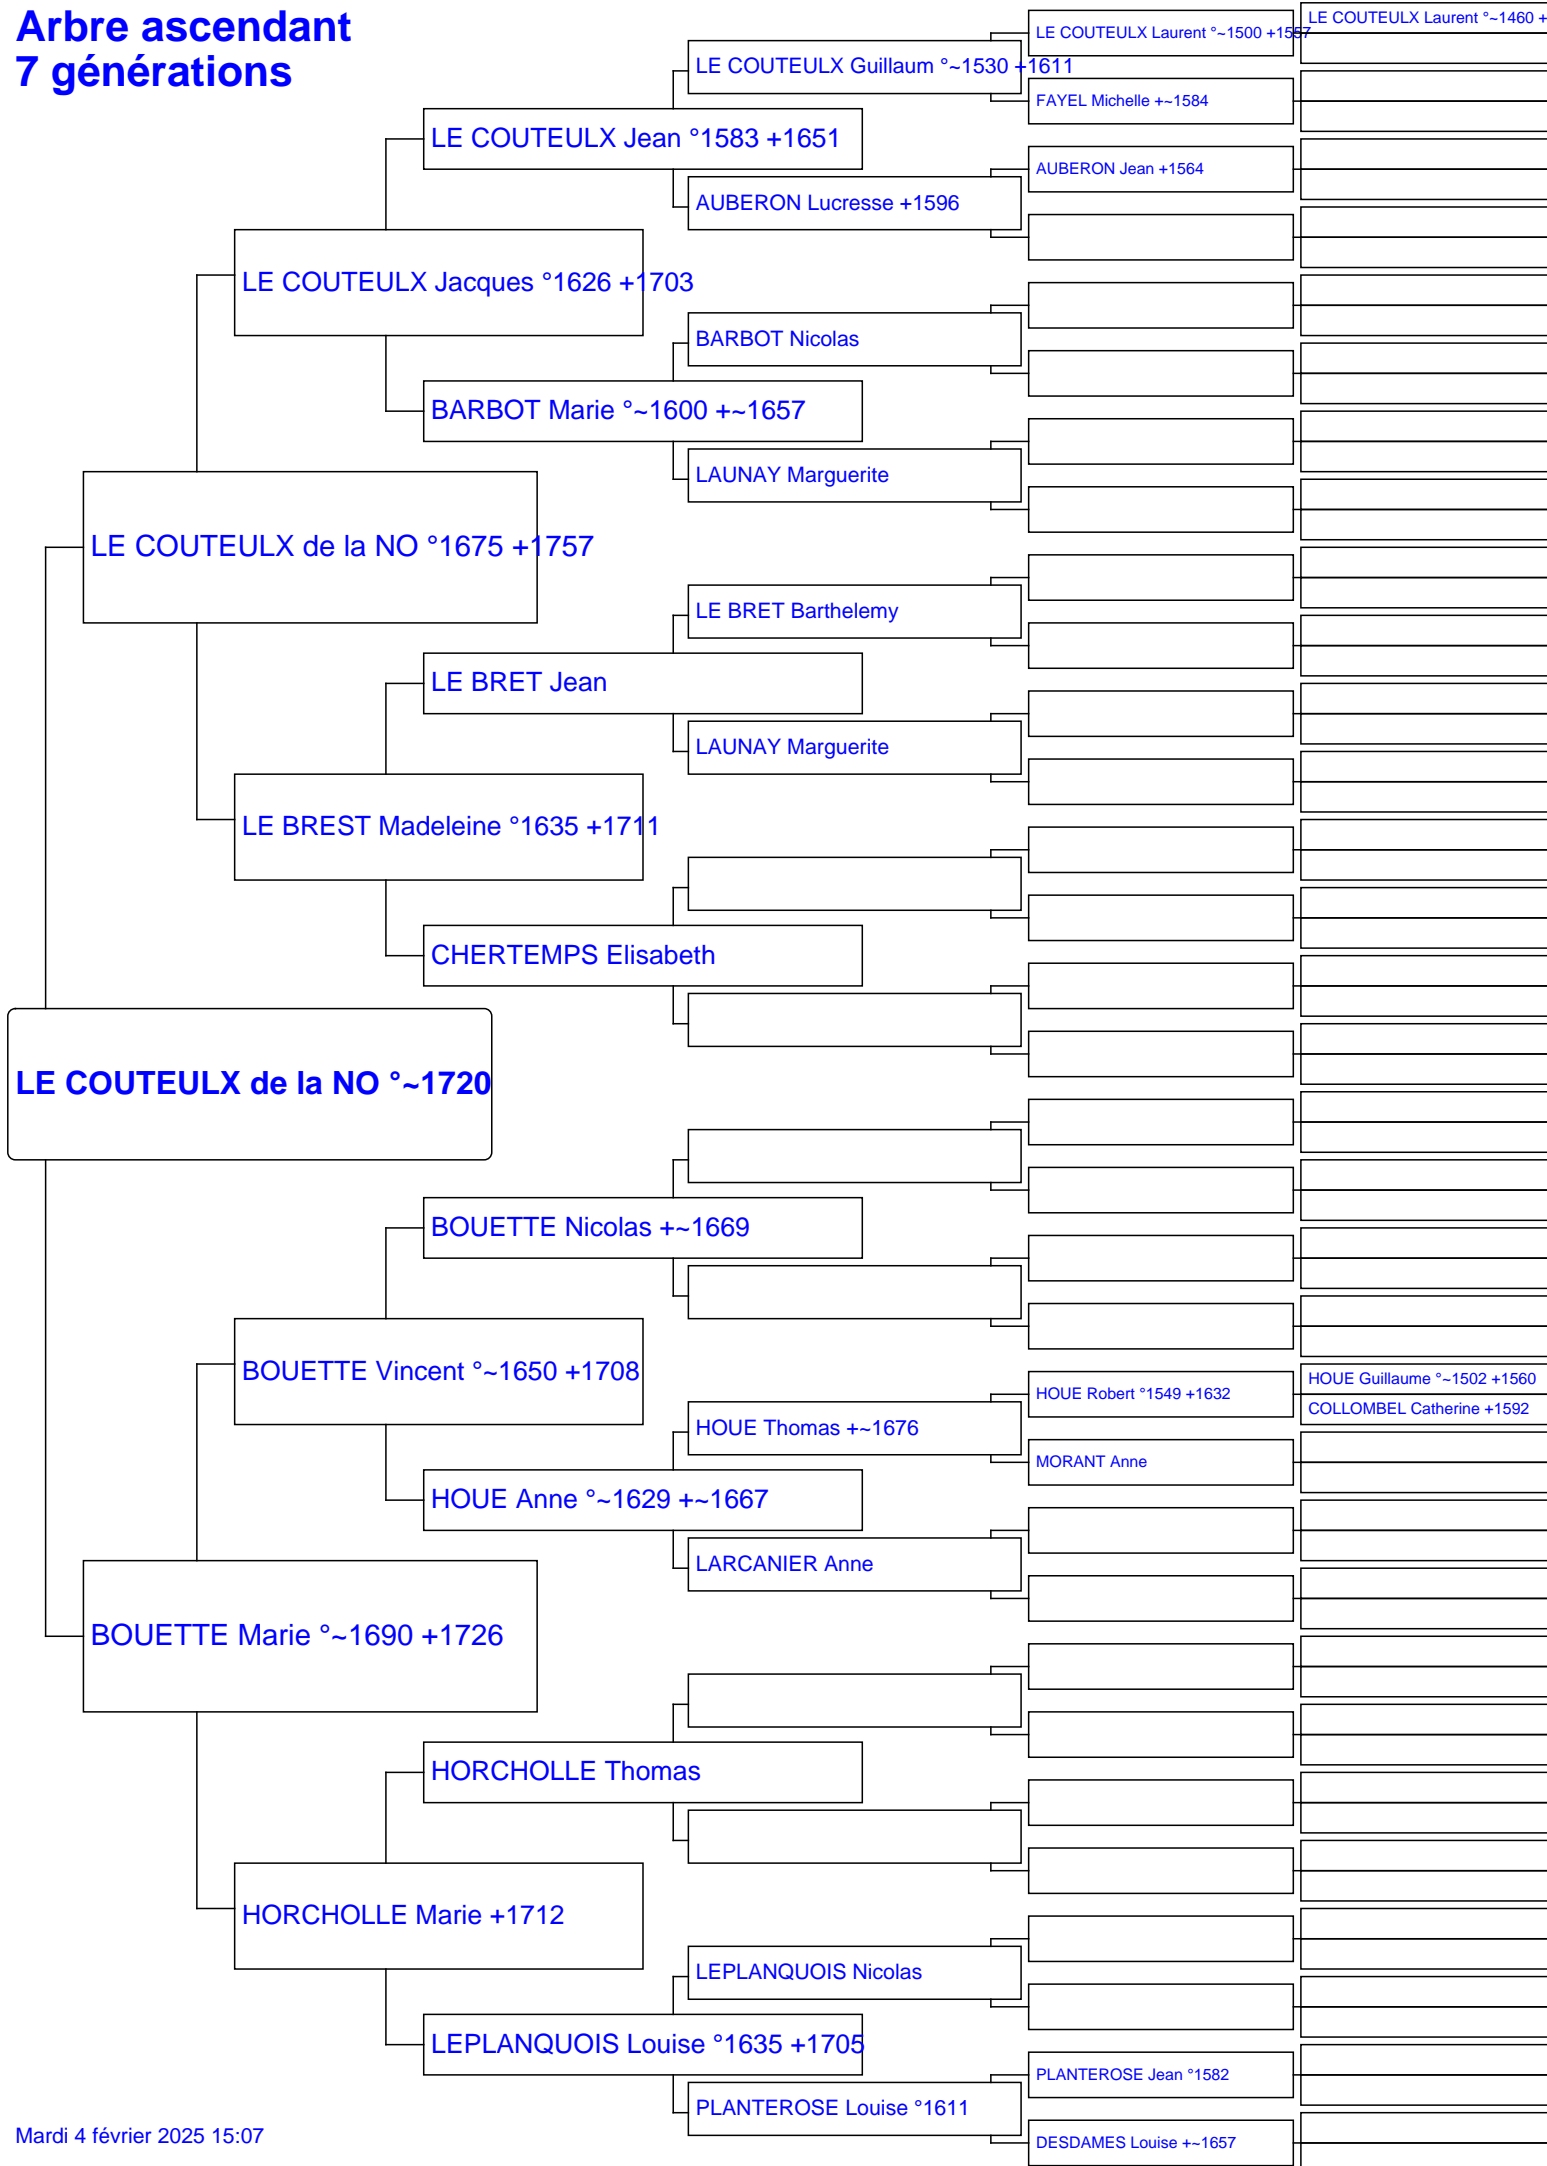 Arbre ascendant
7 générations
LE COUTEULX Laurent °~1460 +
LE COUTEULX Laurent °~1500 +1557
LE COUTEULX Guillaum °~1530 +1611
FAYEL Michelle +~1584
LE COUTEULX Jean °1583 +1651
AUBERON Jean +1564
AUBERON Lucresse +1596
LE COUTEULX Jacques °1626 +1703
BARBOT Nicolas
BARBOT Marie °~1600 +~1657
LAUNAY Marguerite
LE COUTEULX de la NO °1675 +1757
LE BRET Barthelemy
LE BRET Jean
LAUNAY Marguerite
LE BREST Madeleine °1635 +1711
CHERTEMPS Elisabeth
LE COUTEULX de la NO °~1720
BOUETTE Nicolas +~1669
BOUETTE Vincent °~1650 +1708
HOUE Guillaume °~1502 +1560
HOUE Robert °1549 +1632
COLLOMBEL Catherine +1592
HOUE Thomas +~1676
MORANT Anne
HOUE Anne °~1629 +~1667
LARCANIER Anne
BOUETTE Marie °~1690 +1726
HORCHOLLE Thomas
HORCHOLLE Marie +1712
LEPLANQUOIS Nicolas
LEPLANQUOIS Louise °1635 +1705
PLANTEROSE Jean °1582
PLANTEROSE Louise °1611
DESDAMES Louise +~1657
Mardi 4 février 2025 15:07